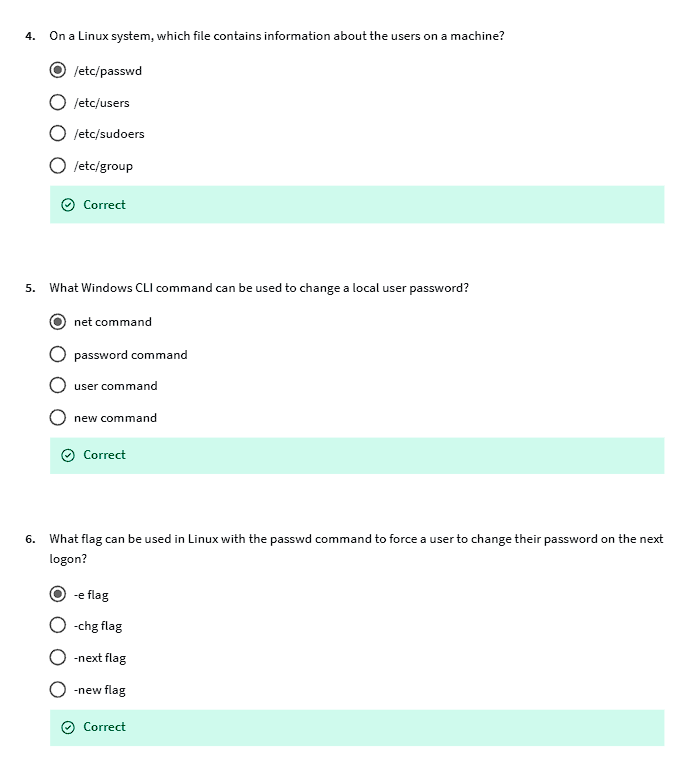 4. On a Linux system, which file contains information about the users on a machine?
/etc/passwd
/etc/users
/etc/sudoers
/etc/group
Correct
5. What Windows CLI command can be used to change a local user password?
net command
password command
user command
new command
Correct
6. What flag can be used in Linux with the passwd command to force a user to change their password on the next
logon?
-e flag
-chg flag
-next flag
-new flag
Correct